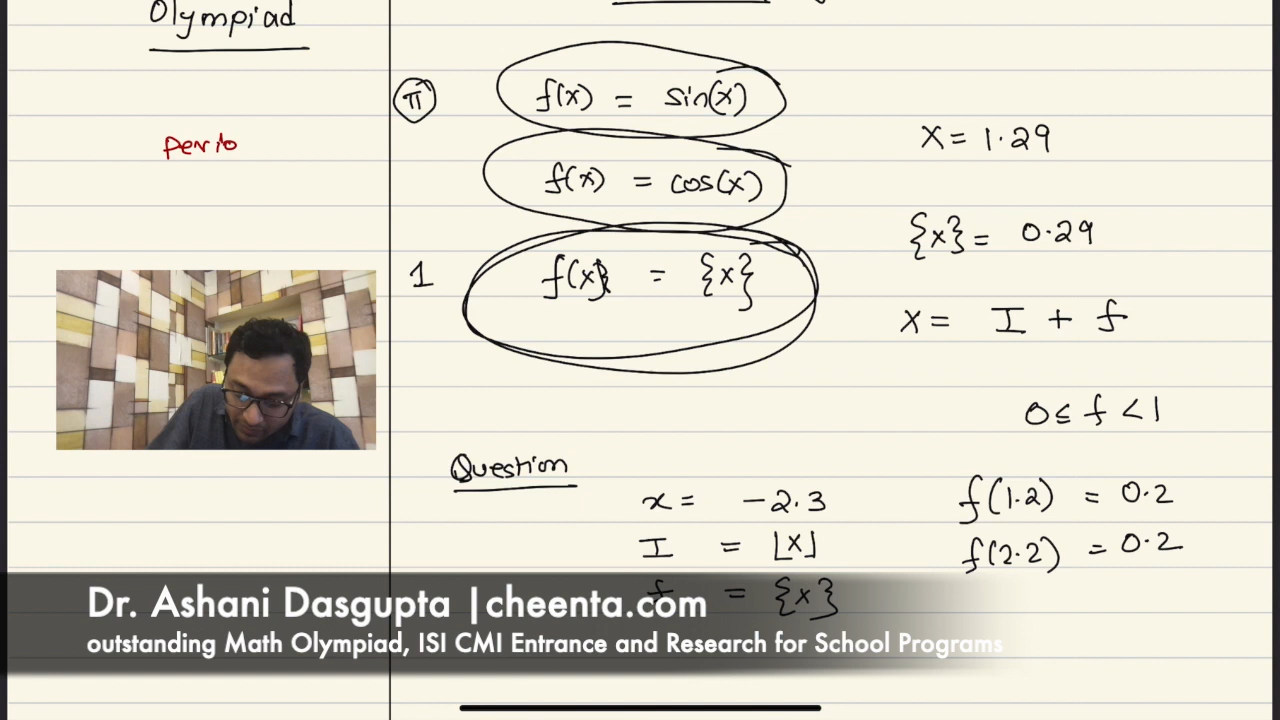 Olympiad
perio
π f(x) = sin(x)
f(x) = cos(x)
1 f(x) = {x}
x = 1.29
{x} = 0.29
x = I + f
0 ≤ f < 1
Question
x = -2.3
I = ⌊x⌋
f = {x}
f(1.2) = 0.2
f(2.2) = 0.2
Dr. Ashani Dasgupta | cheenta.com
outstanding Math Olympiad, ISI CMI Entrance and Research for School Programs